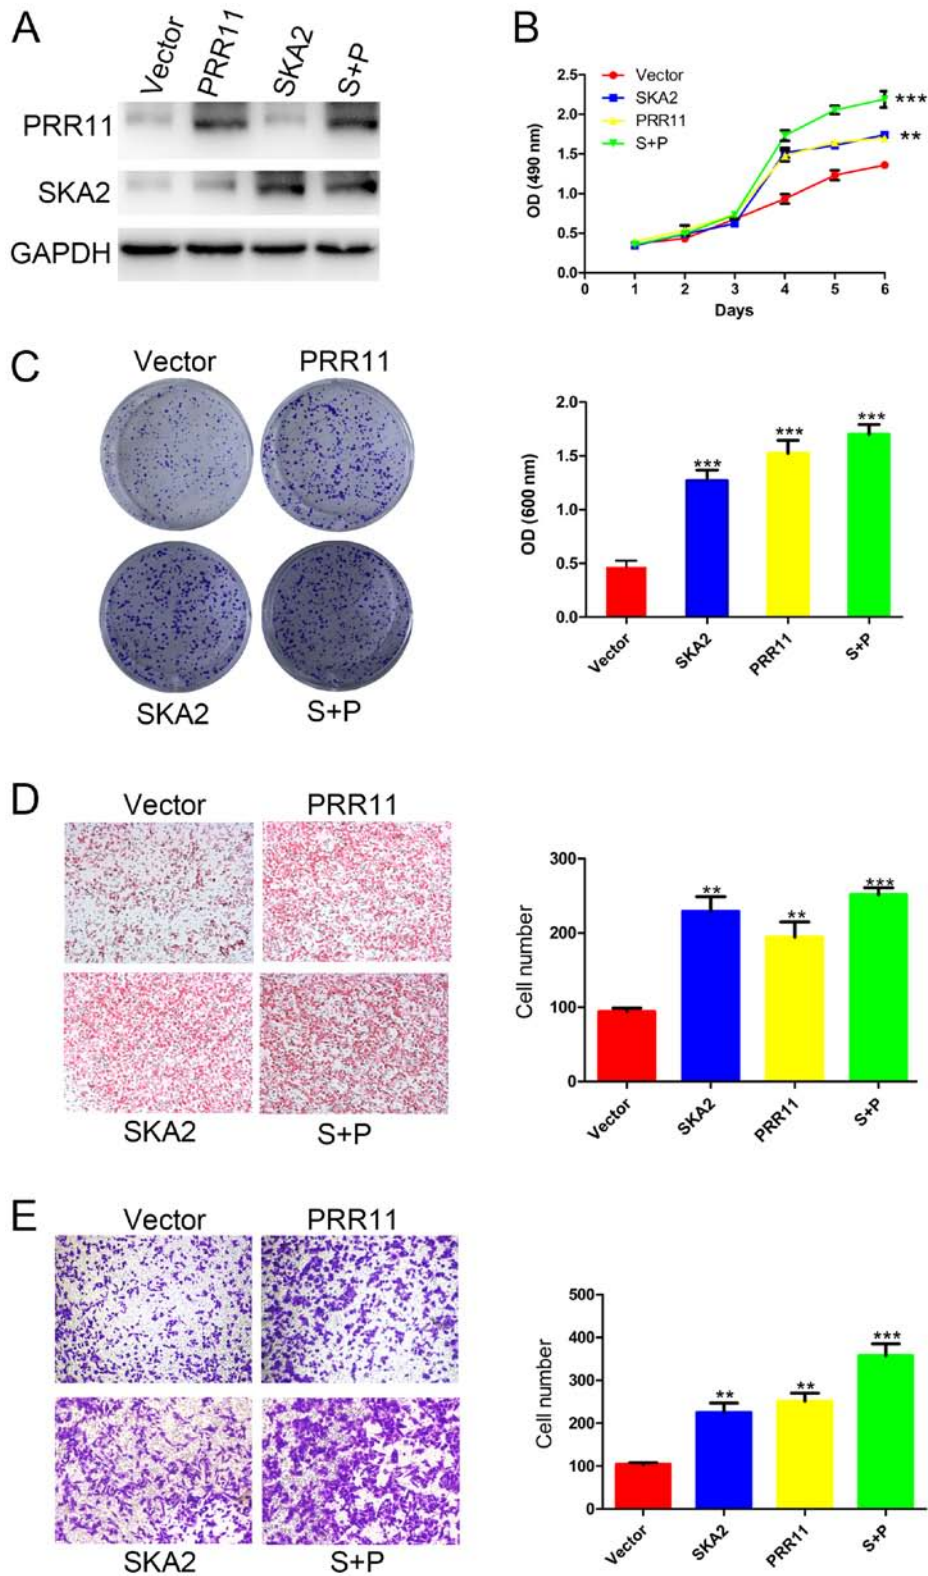 A
Vector
PRR11
SKA2
S+P
PRR11
SKA2
GAPDH
B
Vector
SKA2
PRR11
S+P
2.5
2.0
1.5
1.0
0.5
0.0
OD (490 nm)
***
**
0 1 2 3 4 5 6
Days
C
Vector PRR11
SKA2 S+P
2.0
1.5
1.0
0.5
0.0
OD (600 nm)
***
***
***
Vector SKA2 PRR11 S+P
D
Vector PRR11
SKA2 S+P
300
200
100
0
Cell number
**
**
***
Vector SKA2 PRR11 S+P
E
Vector PRR11
SKA2 S+P
500
400
300
200
100
0
Cell number
**
**
***
Vector SKA2 PRR11 S+P